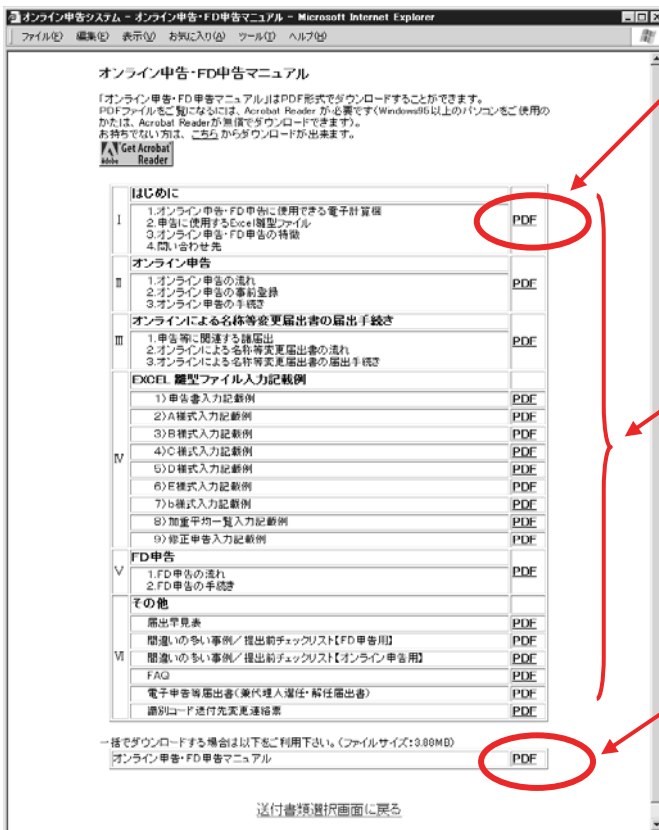 オンライン申告システム - オンライン申告・FD申告マニュアル - Microsoft Internet Explorer
ファイル(F) 編集(E) 表示(V) お気に入り(A) ツール(T) ヘルプ(H)
オンライン申告・FD申告マニュアル
「オンライン申告・FD申告マニュアル」はPDF形式でダウンロードすることができます。
PDFファイルをご覧になるには、Acrobat Reader が必要です(Windows95以上のパソコンをご使用の
かたは、Acrobat Readerが無償でダウンロードできます)。
お持ちでない方は、こちらからダウンロードが出来ます。
Get Acrobat
Adobe Reader
はじめに
I 1.オンライン申告・FD申告に使用できる電子計算機 PDF
2.申告に使用するExcel雛型ファイル
3.オンライン申告・FD申告の特徴
4.問い合わせ先
オンライン申告
II 1.オンライン申告の流れ PDF
2.オンライン申告の事前登録
3.オンライン申告の手続き
オンラインによる名称等変更届出書の届出手続き
III 1.申告等に関連する諸届出 PDF
2.オンラインによる名称等変更届出書の流れ
3.オンラインによる名称等変更届出書の届出手続き
EXCEL 雛型ファイル入力記載例
1)申告書入力記載例 PDF
2)A様式入力記載例 PDF
3)B様式入力記載例 PDF
4)C様式入力記載例 PDF
IV 5)D様式入力記載例 PDF
6)E様式入力記載例 PDF
7)b様式入力記載例 PDF
8)加重平均一覧入力記載例 PDF
9)修正申告入力記載例 PDF
FD申告
V 1.FD申告の流れ PDF
2.FD申告の手続き
その他
届出早見表 PDF
間違いの多い事例/提出前チェックリスト【FD申告用】 PDF
VI 間違いの多い事例/提出前チェックリスト【オンライン申告用】 PDF
FAQ PDF
電子申告等届出書(兼代理人選任・解任届出書) PDF
識別コード送付先変更連絡票 PDF
一括でダウンロードする場合は以下をご利用下さい。(ファイルサイズ:3.88MB)
オンライン申告・FD申告マニュアル PDF
送付書類選択画面に戻る